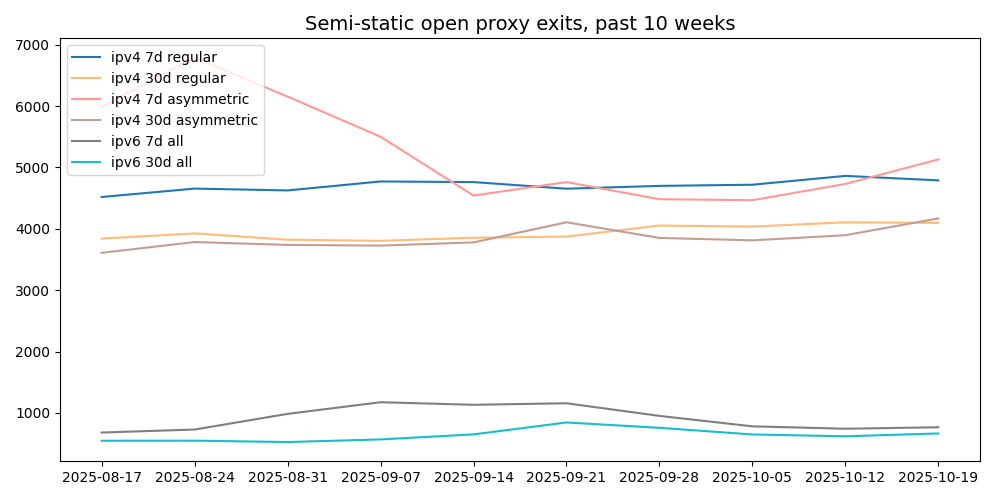 Semi-static open proxy exits, past 10 weeks
7000
6000
5000
4000
3000
2000
1000
ipv4 7d regular
ipv4 30d regular
ipv4 7d asymmetric
ipv4 30d asymmetric
ipv6 7d all
ipv6 30d all
2025-08-17 2025-08-24 2025-08-31 2025-09-07 2025-09-14 2025-09-21 2025-09-28 2025-10-05 2025-10-12 2025-10-19